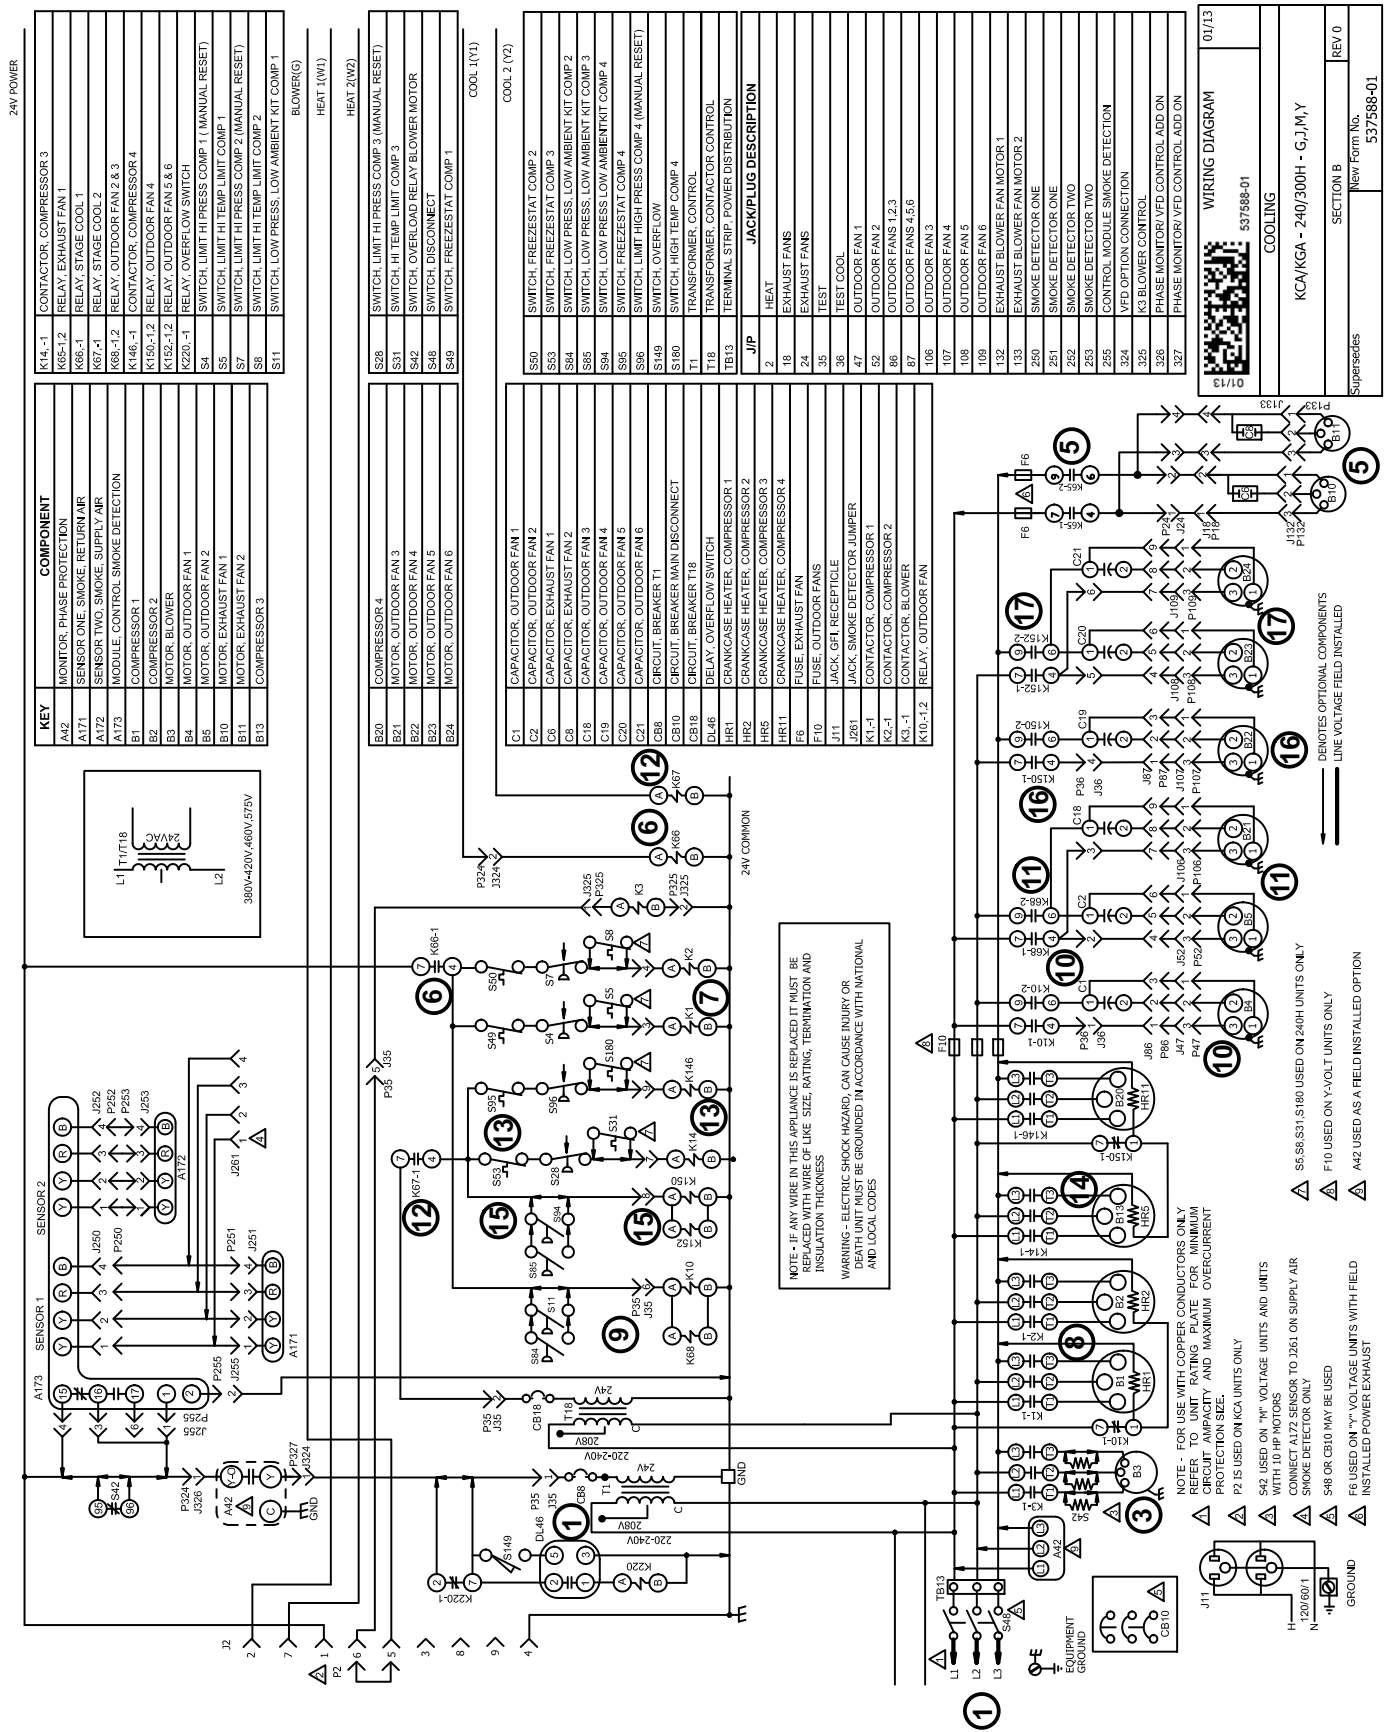 KEY COMPONENT
A42 MONITOR, PHASE PROTECTION
A171 SENSOR ONE, SMOKE, RETURN AIR
A172 SENSOR TWO, SMOKE, SUPPLY AIR
A173 MODULE, CONTROL SMOKE DETECTION
B1 COMPRESSOR 1
B2 COMPRESSOR 2
B3 MOTOR, BLOWER
B4 MOTOR, OUTDOOR FAN 1
B5 MOTOR, OUTDOOR FAN 2
B10 MOTOR, EXHAUST FAN 1
B11 MOTOR, EXHAUST FAN 2
B13 COMPRESSOR 3
B20 COMPRESSOR 4
B21 MOTOR, OUTDOOR FAN 3
B22 MOTOR, OUTDOOR FAN 4
B23 MOTOR, OUTDOOR FAN 5
B24 MOTOR, OUTDOOR FAN 6
C1 CAPACITOR, OUTDOOR FAN 1
C2 CAPACITOR, OUTDOOR FAN 2
C6 CAPACITOR, EXHAUST FAN 1
C8 CAPACITOR, EXHAUST FAN 2
C18 CAPACITOR, OUTDOOR FAN 3
C19 CAPACITOR, OUTDOOR FAN 4
C20 CAPACITOR, OUTDOOR FAN 5
C21 CAPACITOR, OUTDOOR FAN 6
CB8 CIRCUIT, BREAKER T1
CB10 CIRCUIT, BREAKER MAIN DISCONNECT
CB18 CIRCUIT, BREAKER T18
DL46 DELAY, OVERFLOW SWITCH
HR1 CRANKCASE HEATER, COMPRESSOR 1
HR2 CRANKCASE HEATER, COMPRESSOR 2
HR5 CRANKCASE HEATER, COMPRESSOR 3
HR11 CRANKCASE HEATER, COMPRESSOR 4
F6 FUSE, EXHAUST FAN
F10 FUSE, OUTDOOR FANS
J11 JACK, GFI, RECEPTICLE
J261 JACK, SMOKE DETECTOR JUMPER
K1,-1 CONTACTOR, COMPRESSOR 1
K2,-1 CONTACTOR, COMPRESSOR 2
K3, -1 CONTACTOR, BLOWER
K10,-1,2 RELAY, OUTDOOR FAN
K14, -1 CONTACTOR, COMPRESSOR 3
K65-1,2 RELAY, EXHAUST FAN 1
K66,-1 RELAY, STAGE COOL 1
K67,-1 RELAY, STAGE COOL 2
K68,-1,2 RELAY, OUTDOOR FAN 2 & 3
K146, -1 CONTACTOR, COMPRESSOR 4
K150,-1,2 RELAY, OUTDOOR FAN 4
K152,-1,2 RELAY, OUTDOOR FAN 5 & 6
K220, -1 RELAY, OVERFLOW SWITCH
S4 SWITCH, LIMIT HI PRESS COMP 1 ( MANUAL RESET)
S5 SWITCH, LIMIT HI TEMP LIMIT COMP 1
S7 SWITCH, LIMIT HI PRESS COMP 2 (MANUAL RESET)
S8 SWITCH, LIMIT HI TEMP LIMIT COMP 2
S11 SWITCH, LOW PRESS, LOW AMBIENT KIT COMP 1
S28 SWITCH, LIMIT HI PRESS COMP 3 (MANUAL RESET)
S31 SWITCH, HI TEMP LIMIT COMP 3
S42 SWITCH, OVERLOAD RELAY BLOWER MOTOR
S48 SWITCH, DISCONNECT
S49 SWITCH, FREEZESTAT COMP 1
S50 SWITCH, FREEZESTAT COMP 2
S53 SWITCH, FREEZESTAT COMP 3
S84 SWITCH, LOW PRESS, LOW AMBIENT KIT COMP 2
S85 SWITCH, LOW PRESS, LOW AMBIENT KIT COMP 3
S94 SWITCH, LOW PRESS LOW AMBIENTKIT COMP 4
S95 SWITCH, FREEZESTAT COMP 4
S96 SWITCH, LIMIT HIGH PRESS COMP 4 (MANUAL RESET)
S149 SWITCH, OVERFLOW
S180 SWITCH, HIGH TEMP COMP 4
T1 TRANSFORMER, CONTROL
T18 TRANSFORMER, CONTACTOR CONTROL
TB13 TERMINAL STRIP, POWER DISTRIBUTION
J/P JACK/PLUG DESCRIPTION
2 HEAT
18 EXHAUST FANS
24 EXHAUST FANS
35 TEST
36 TEST COOL
47 OUTDOOR FAN 1
52 OUTDOOR FAN 2
86 OUTDOOR FANS 1,2,3
87 OUTDOOR FANS 4,5,6
106 OUTDOOR FAN 3
107 OUTDOOR FAN 4
108 OUTDOOR FAN 5
109 OUTDOOR FAN 6
132 EXHAUST BLOWER FAN MOTOR 1
133 EXHAUST BLOWER FAN MOTOR 2
250 SMOKE DETECTOR ONE
251 SMOKE DETECTOR ONE
252 SMOKE DETECTOR TWO
253 SMOKE DETECTOR TWO
255 CONTROL MODULE SMOKE DETECTION
324 VFD OPTION CONNECTION
325 K3 BLOWER CONTROL
326 PHASE MONITOR/ VFD CONTROL ADD ON
327 PHASE MONITOR/ VFD CONTROL ADD ON
24V POWER
BLOWER(G)
HEAT 1(W1)
HEAT 2(W2)
COOL 1(Y1)
COOL 2 (Y2)
24V COMMON
L1 T1/T18
24VAC
L2
380V-420V,460V,575V
SENSOR 1
SENSOR 2
NOTE - IF ANY WIRE IN THIS APPLIANCE IS REPLACED IT MUST BE
REPLACED WITH WIRE OF LIKE SIZE, RATING, TERMINATION AND
INSULATION THICKNESS
WARNING - ELECTRIC SHOCK HAZARD, CAN CAUSE INJURY OR
DEATH UNIT MUST BE GROUNDED IN ACCORDANCE WITH NATIONAL
AND LOCAL CODES
EQUIPMENT
GROUND
CB10
J11
H
120/60/1
N
GROUND
NOTE - FOR USE WITH COPPER CONDUCTORS ONLY
1 REFER TO UNIT RATING PLATE FOR MINIMUM
CIRCUIT AMPACITY AND MAXIMUM OVERCURRENT
PROTECTION SIZE.
2 P2 IS USED ON KCA UNITS ONLY
3 S42 USED ON "M" VOLTAGE UNITS AND UNITS
WITH 10 HP MOTORS
4 CONNECT A172 SENSOR TO J261 ON SUPPLY AIR
SMOKE DETECTOR ONLY
5 S48 OR CB10 MAY BE USED
6 F6 USED ON "Y" VOLTAGE UNITS WITH FIELD
INSTALLED POWER EXHAUST
7 S5,S8,S31,S180 USED ON 240H UNITS ONLY
8 F10 USED ON Y-VOLT UNITS ONLY
9 A42 USED AS A FIELD INSTALLED OPTION
DENOTES OPTIONAL COMPONENTS
LINE VOLTAGE FIELD INSTALLED
01/13
537588-01
WIRING DIAGRAM
01/13
COOLING
KCA/KGA - 240/300H - G,J,M,Y
SECTION B
REV 0
Supersedes
New Form No.
537588-01